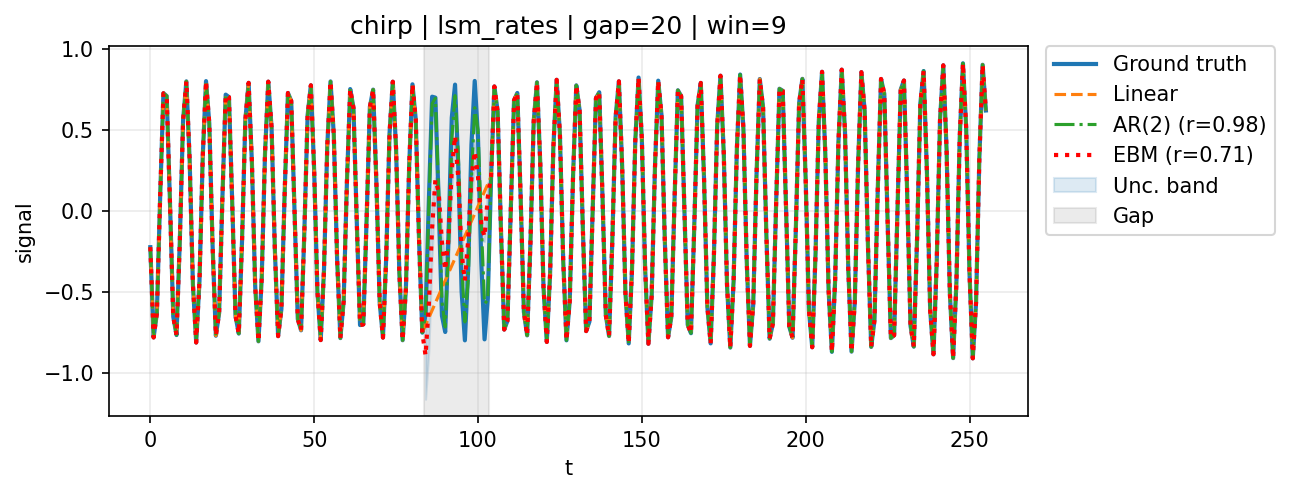 chirp | lsm_rates | gap=20 | win=9
1.0
0.5
0.0
−0.5
−1.0
signal
0
50
100
150
200
250
t
Ground truth
Linear
AR(2) (r=0.98)
EBM (r=0.71)
Unc. band
Gap